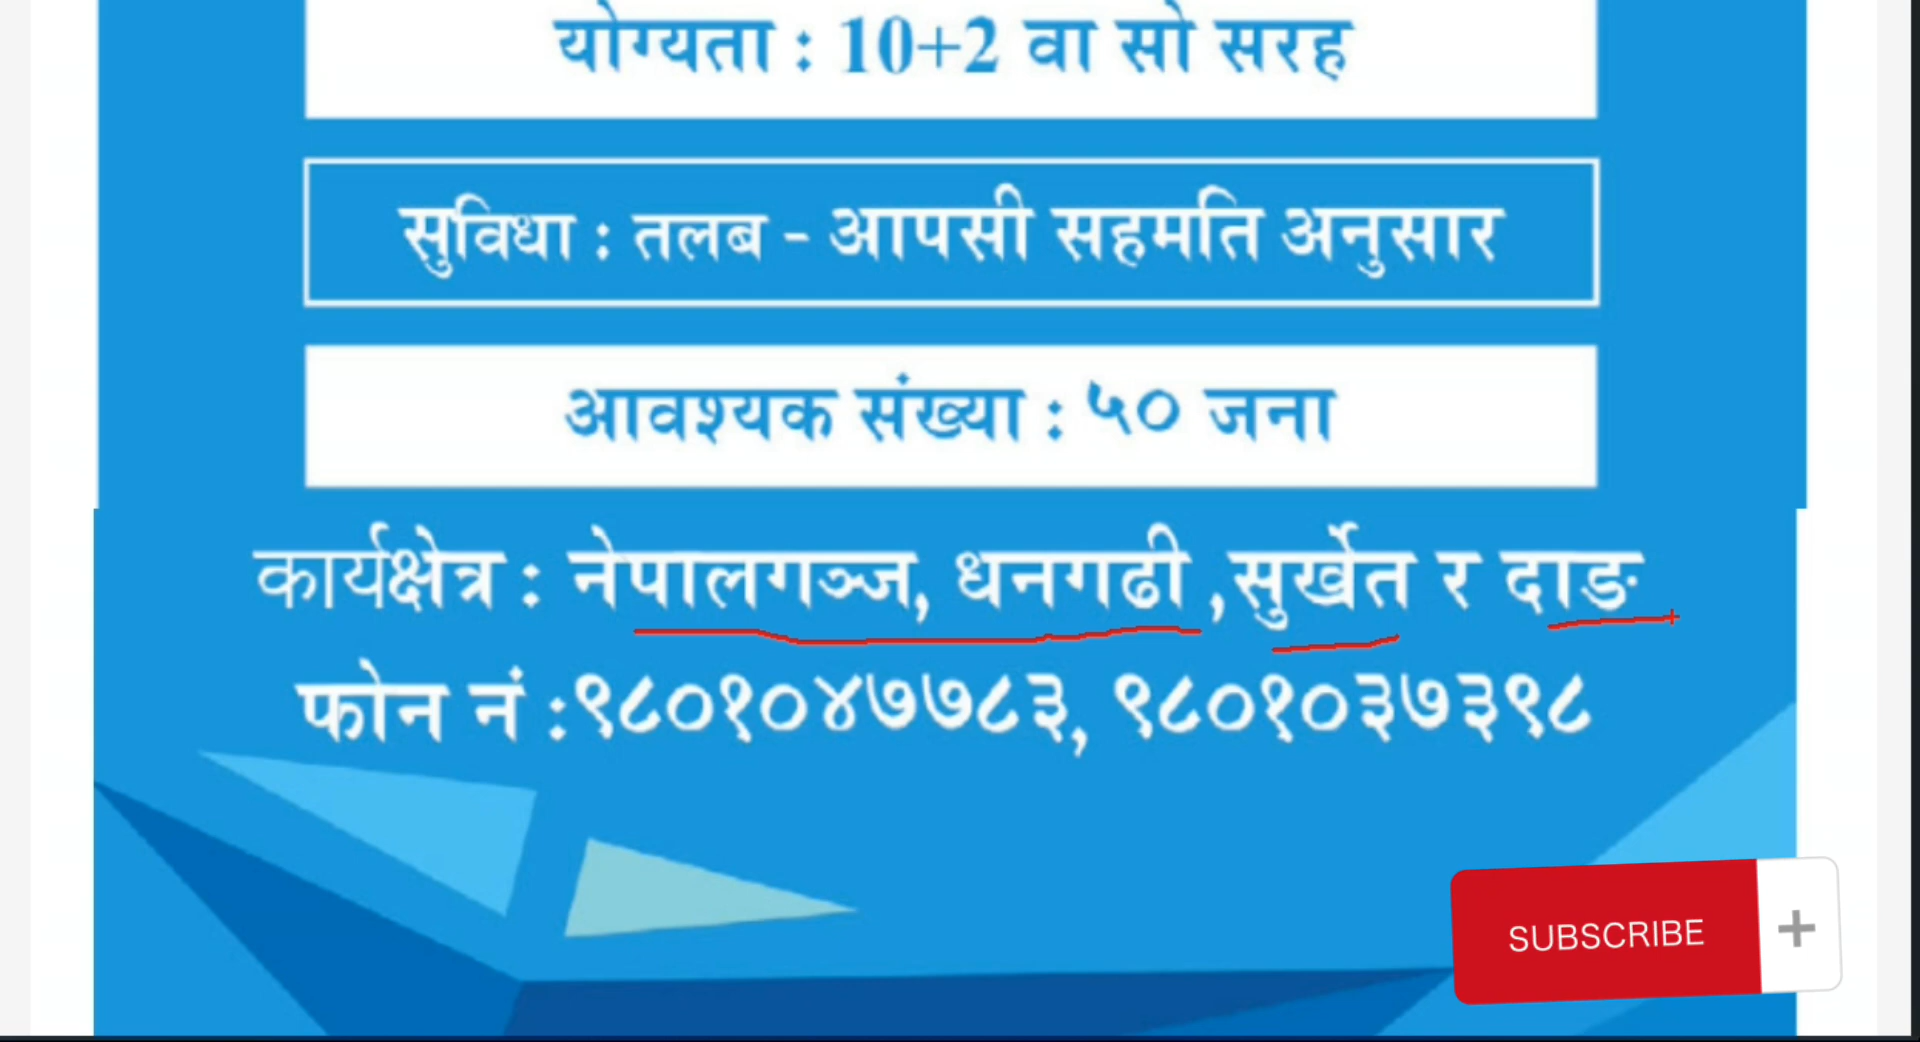 योग्यता : 10+2 वा सो सरह
सुविधा : तलब - आपसी सहमति अनुसार
आवश्यक संख्या : ५० जना
कार्यक्षेत्र : नेपालगञ्ज, धनगढी ,सुर्खेत र दाङ
फोन नं :९८०१०४७७८३, ९८०१०३७३९८
SUBSCRIBE +